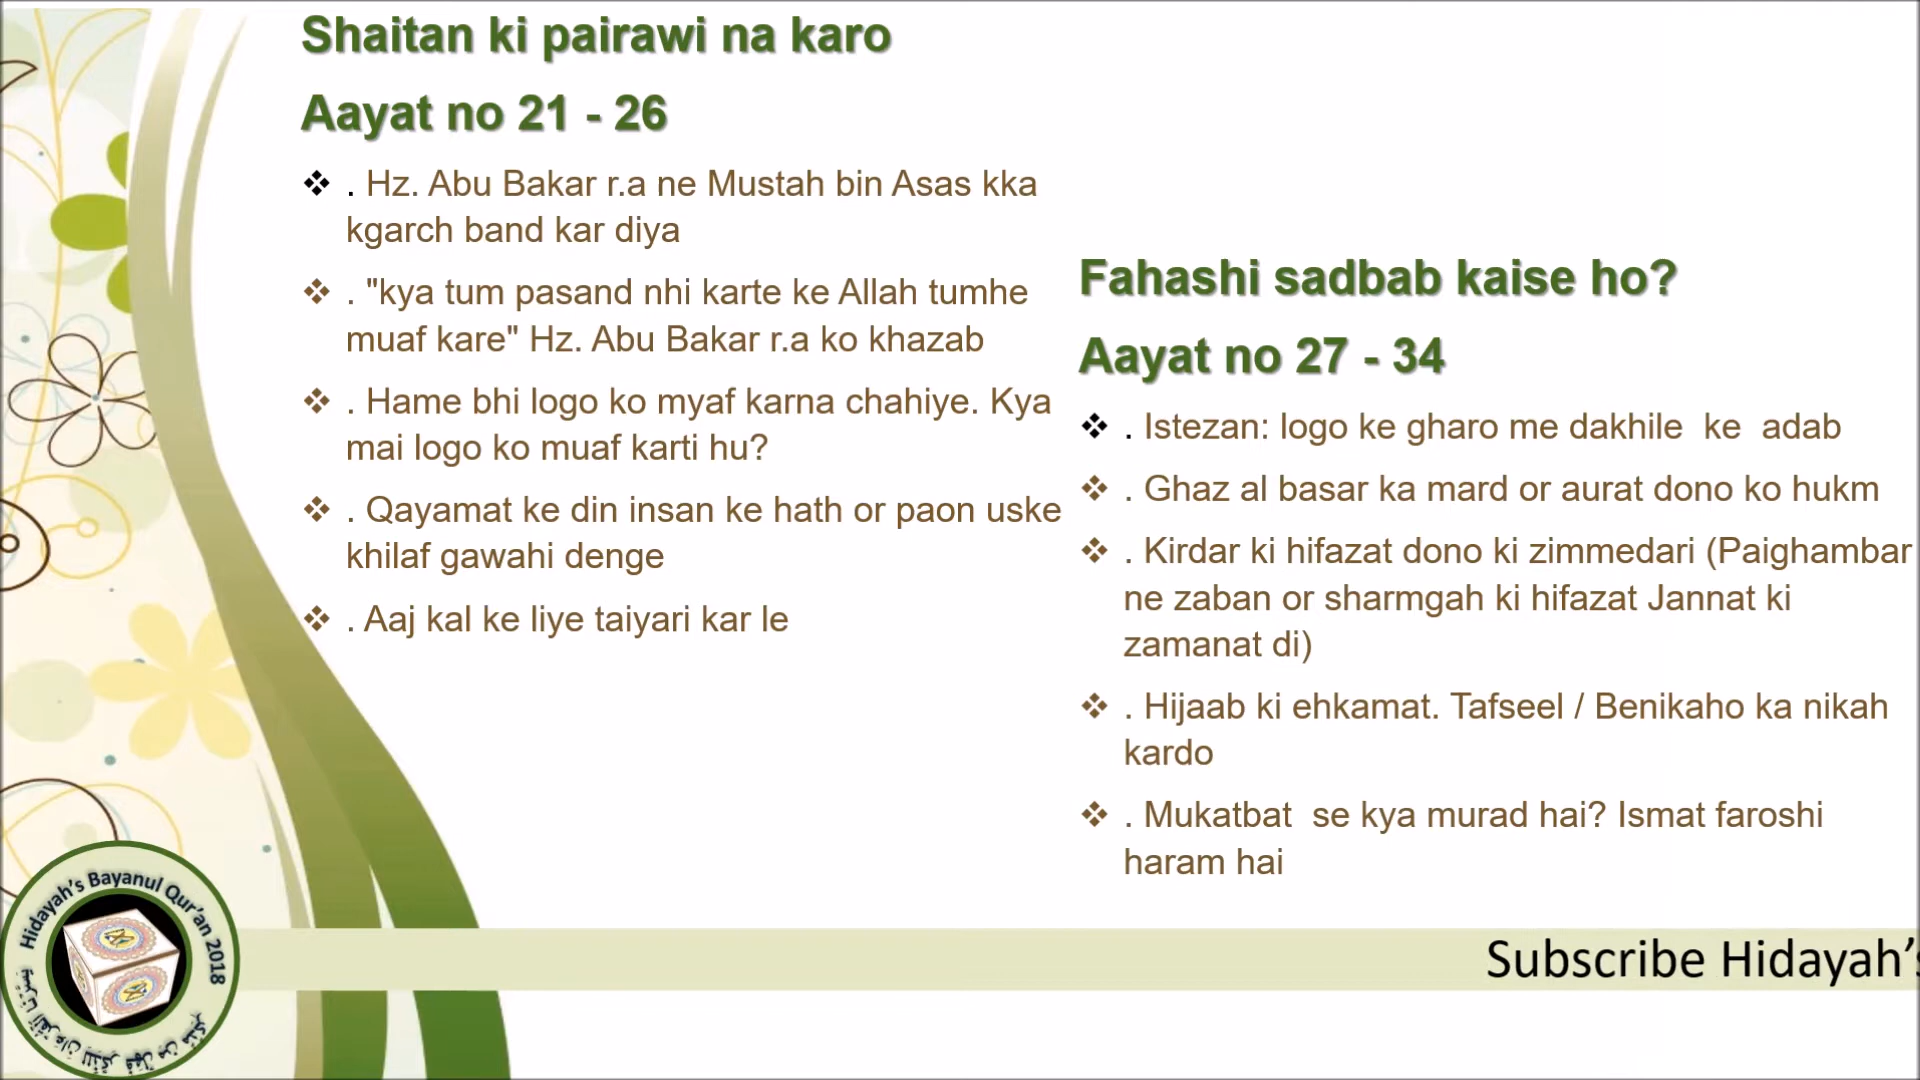 Shaitan ki pairawi na karo
Aayat no 21 - 26
. Hz. Abu Bakar r.a ne Mustah bin Asas kka
kgarch band kar diya
. "kya tum pasand nhi karte ke Allah tumhe
muaf kare" Hz. Abu Bakar r.a ko khazab
. Hame bhi logo ko myaf karna chahiye. Kya
mai logo ko muaf karti hu?
. Qayamat ke din insan ke hath or paon uske
khilaf gawahi denge
. Aaj kal ke liye taiyari kar le
Fahashi sadbab kaise ho?
Aayat no 27 - 34
. Istezan: logo ke gharo me dakhile  ke  adab
. Ghaz al basar ka mard or aurat dono ko hukm
. Kirdar ki hifazat dono ki zimmedari (Paighambar
ne zaban or sharmgah ki hifazat Jannat ki
zamanat di)
. Hijaab ki ehkamat. Tafseel / Benikaho ka nikah
kardo
. Mukatbat  se kya murad hai? Ismat faroshi
haram hai
Hidayah's Bayanul Qur'an 2018
Subscribe Hidayah's